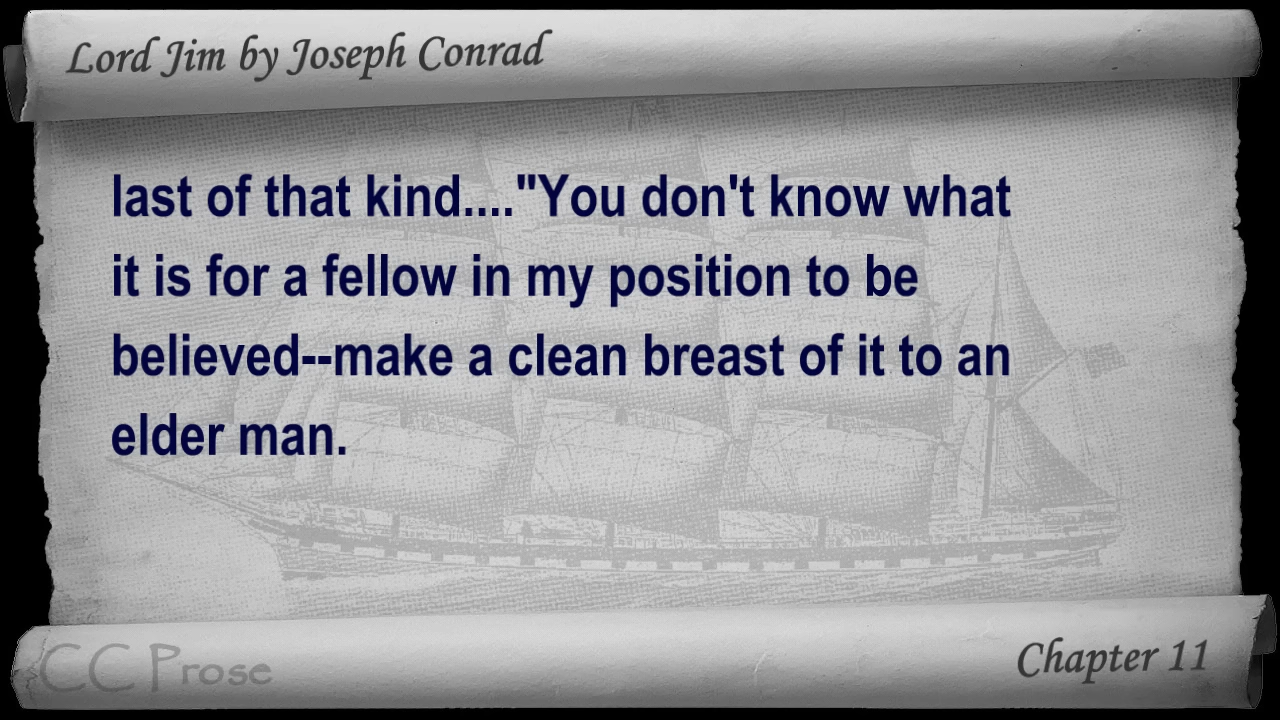 Lord Jim by Joseph Conrad
last of that kind...."You don't know what
it is for a fellow in my position to be
believed--make a clean breast of it to an
elder man.
CC Prose
Chapter 11